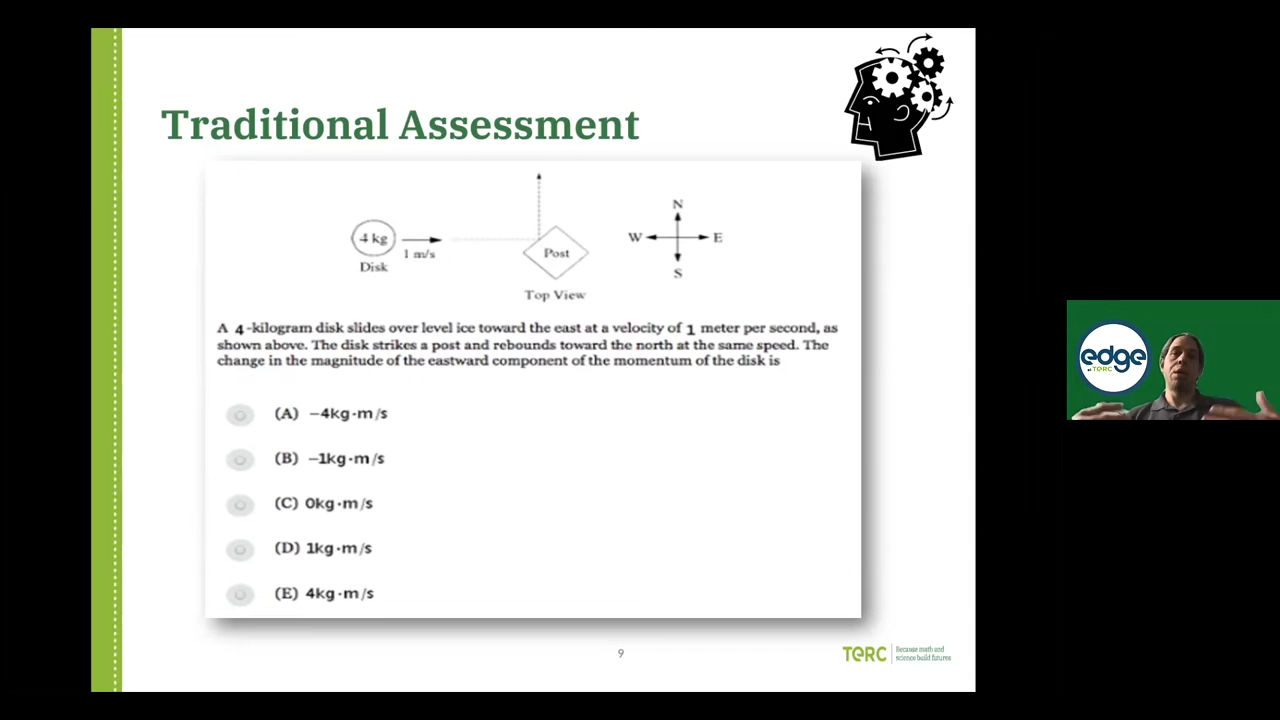 Traditional Assessment
N
4 kg
W
E
1 m/s
Post
Disk
S
Top View
A 4-kilogram disk slides over level ice toward the east at a velocity of 1 meter per second, as
shown above. The disk strikes a post and rebounds toward the north at the same speed. The
change in the magnitude of the eastward component of the momentum of the disk is
(A) −4kg·m/s
(B) −1kg·m/s
(C) 0kg·m/s
(D) 1kg·m/s
(E) 4kg·m/s
9
TERC
Because math and
science build futures
edge
at TERC